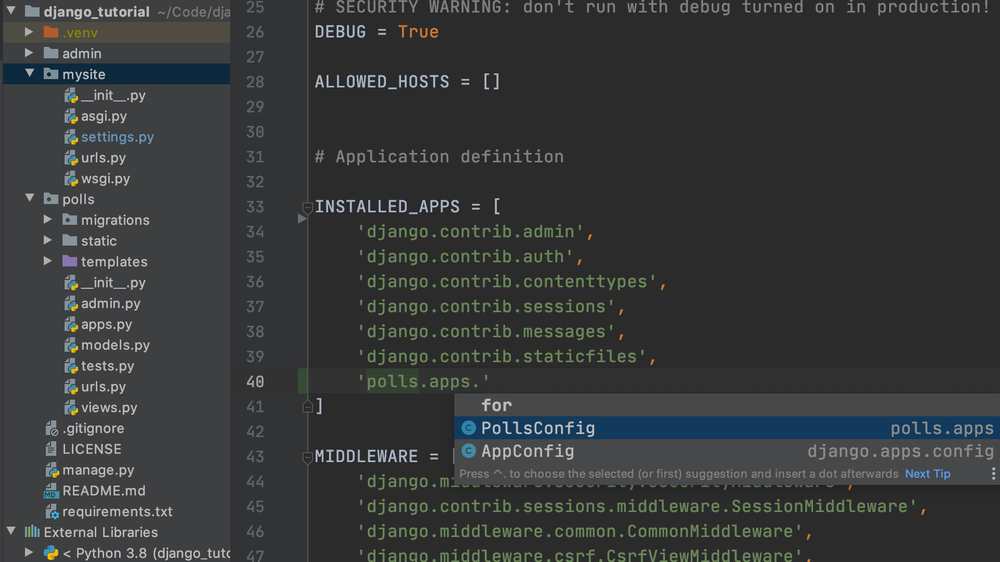 django_tutorial ~/Code/dja
.venv
admin
mysite
__init__.py
asgi.py
settings.py
urls.py
wsgi.py
polls
migrations
static
templates
__init__.py
admin.py
apps.py
models.py
tests.py
urls.py
views.py
.gitignore
LICENSE
manage.py
README.md
requirements.txt
External Libraries
< Python 3.8 (django_tuto
25 # SECURITY WARNING: don't run with debug turned on in production!
26 DEBUG = True
27
28 ALLOWED_HOSTS = []
29
30
31 # Application definition
32
33 INSTALLED_APPS = [
34 'django.contrib.admin',
35 'django.contrib.auth',
36 'django.contrib.contenttypes',
37 'django.contrib.sessions',
38 'django.contrib.messages',
39 'django.contrib.staticfiles',
40 'polls.apps.'
41 ]
42
for
PollsConfig polls.apps
AppConfig django.apps.config
Press ^. to choose the selected (or first) suggestion and insert a dot afterwards Next Tip
43 MIDDLEWARE = [
44
45 'django.contrib.sessions.middleware.SessionMiddleware',
46 'django.middleware.common.CommonMiddleware',
47 'django.middleware.csrf.CsrfViewMiddleware',